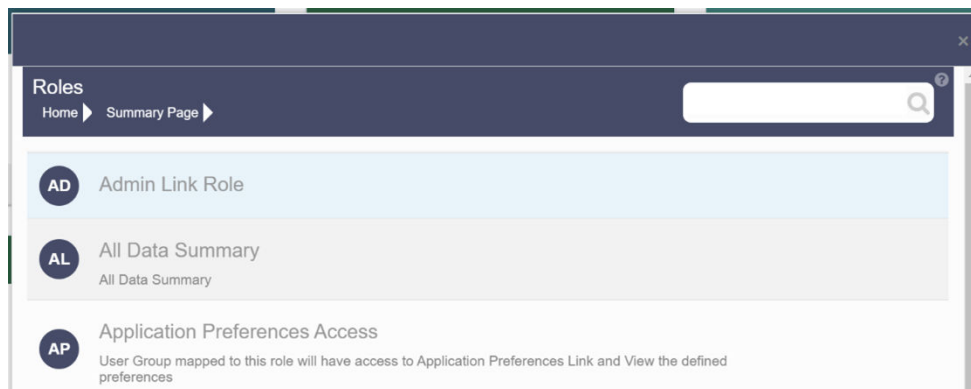 ×
Roles
?
Home Summary Page
AD Admin Link Role
AL All Data Summary
All Data Summary
AP Application Preferences Access
User Group mapped to this role will have access to Application Preferences Link and View the defined
preferences